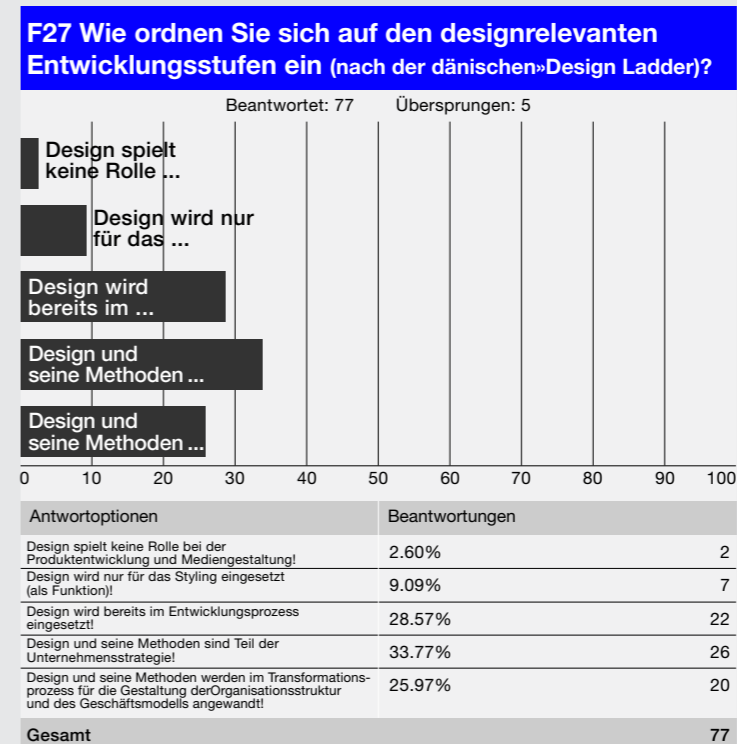 F27 Wie ordnen Sie sich auf den designrelevanten
Entwicklungsstufen ein (nach der dänischen»Design Ladder)?
Beantwortet: 77 Übersprungen: 5
Design spielt
keine Rolle ...
Design wird nur
für das ...
Design wird
bereits im ...
Design und
seine Methoden ...
Design und
seine Methoden ...
0 10 20 30 40 50 60 70 80 90 100
Antwortoptionen Beantwortungen
Design spielt keine Rolle bei der
Produktentwicklung und Mediengestaltung!
2.60% 2
Design wird nur für das Styling eingesetzt
(als Funktion)!
9.09% 7
Design wird bereits im Entwicklungsprozess
eingesetzt!
28.57% 22
Design und seine Methoden sind Teil der
Unternehmensstrategie!
33.77% 26
Design und seine Methoden werden im Transformations-
prozess für die Gestaltung derOrganisationsstruktur
und des Geschäftsmodells angewandt!
25.97% 20
Gesamt 77